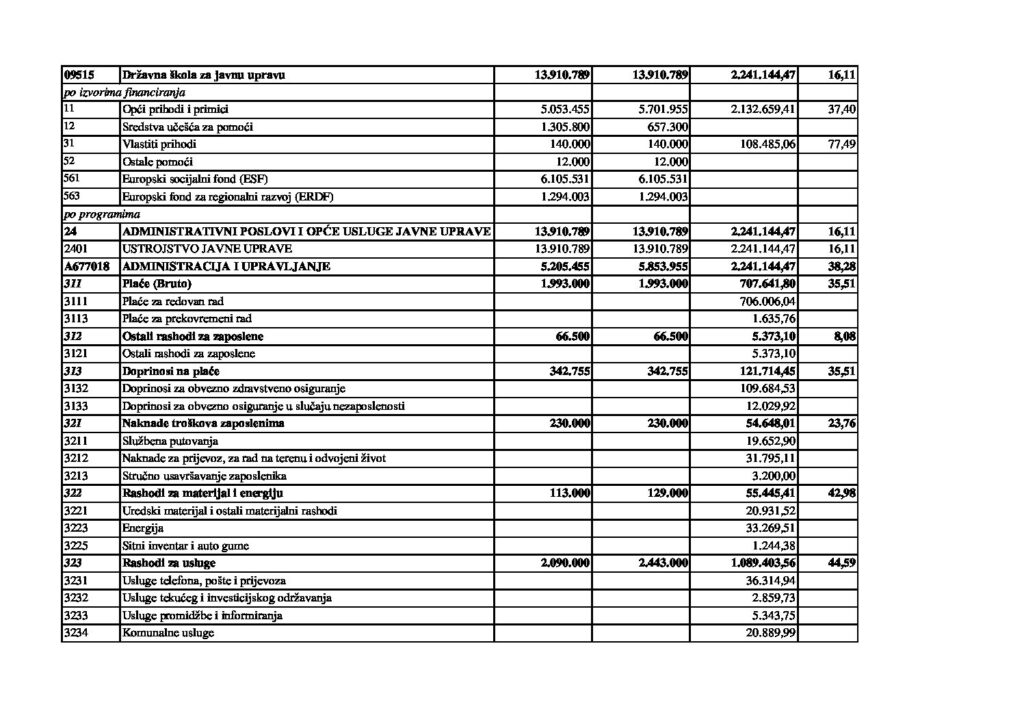 09515 Državna škola za javnu upravu 13.910.789 13.910.789 2.241.144,47 16,11
po izvorima financiranja
11 Opći prihodi i primici 5.053.455 5.701.955 2.132.659,41 37,40
12 Sredstva učešća za pomoći 1.305.800 657.300
31 Vlastiti prihodi 140.000 140.000 108.485,06 77,49
52 Ostale pomoći 12.000 12.000
561 Europski socijalni fond (ESF) 6.105.531 6.105.531
563 Europski fond za regionalni razvoj (ERDF) 1.294.003 1.294.003
po programima
24 ADMINISTRATIVNI POSLOVI I OPĆE USLUGE JAVNE UPRAVE 13.910.789 13.910.789 2.241.144,47 16,11
2401 USTROJSTVO JAVNE UPRAVE 13.910.789 13.910.789 2.241.144,47 16,11
A677018 ADMINISTRACIJA I UPRAVLJANJE 5.205.455 5.853.955 2.241.144,47 38,28
311 Plaće (Bruto) 1.993.000 1.993.000 707.641,80 35,51
3111 Plaće za redovan rad 706.006,04
3113 Plaće za prekovremeni rad 1.635,76
312 Ostali rashodi za zaposlene 66.500 66.500 5.373,10 8,08
3121 Ostali rashodi za zaposlene 5.373,10
313 Doprinosi na plaće 342.755 342.755 121.714,45 35,51
3132 Doprinosi za obvezno zdravstveno osiguranje 109.684,53
3133 Doprinosi za obvezno osiguranje u slučaju nezaposlenosti 12.029,92
321 Naknade troškova zaposlenima 230.000 230.000 54.648,01 23,76
3211 Službena putovanja 19.652,90
3212 Naknade za prijevoz, za rad na terenu i odvojeni život 31.795,11
3213 Stručno usavršavanje zaposlenika 3.200,00
322 Rashodi za materijal i energiju 113.000 129.000 55.445,41 42,98
3221 Uredski materijal i ostali materijalni rashodi 20.931,52
3223 Energija 33.269,51
3225 Sitni inventar i auto gume 1.244,38
323 Rashodi za usluge 2.090.000 2.443.000 1.089.403,56 44,59
3231 Usluge telefona, pošte i prijevoza 36.314,94
3232 Usluge tekućeg i investicijskog održavanja 2.859,73
3233 Usluge promidžbe i informiranja 5.343,75
3234 Komunalne usluge 20.889,99